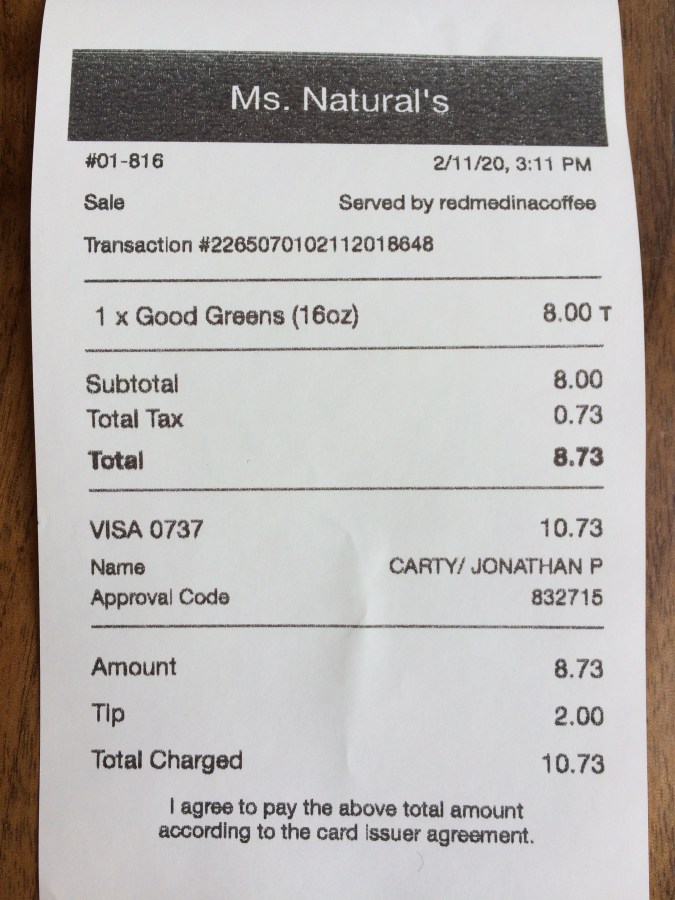 Ms. Natural's
#01-816 2/11/20, 3:11 PM
Sale Served by redmedinacoffee
Transaction #2265070102112018648
1 x Good Greens (16oz) 8.00 T
Subtotal 8.00
Total Tax 0.73
Total 8.73
VISA 0737 10.73
Name CARTY/ JONATHAN P
Approval Code 832715
Amount 8.73
Tip 2.00
Total Charged 10.73
I agree to pay the above total amount
according to the card issuer agreement.